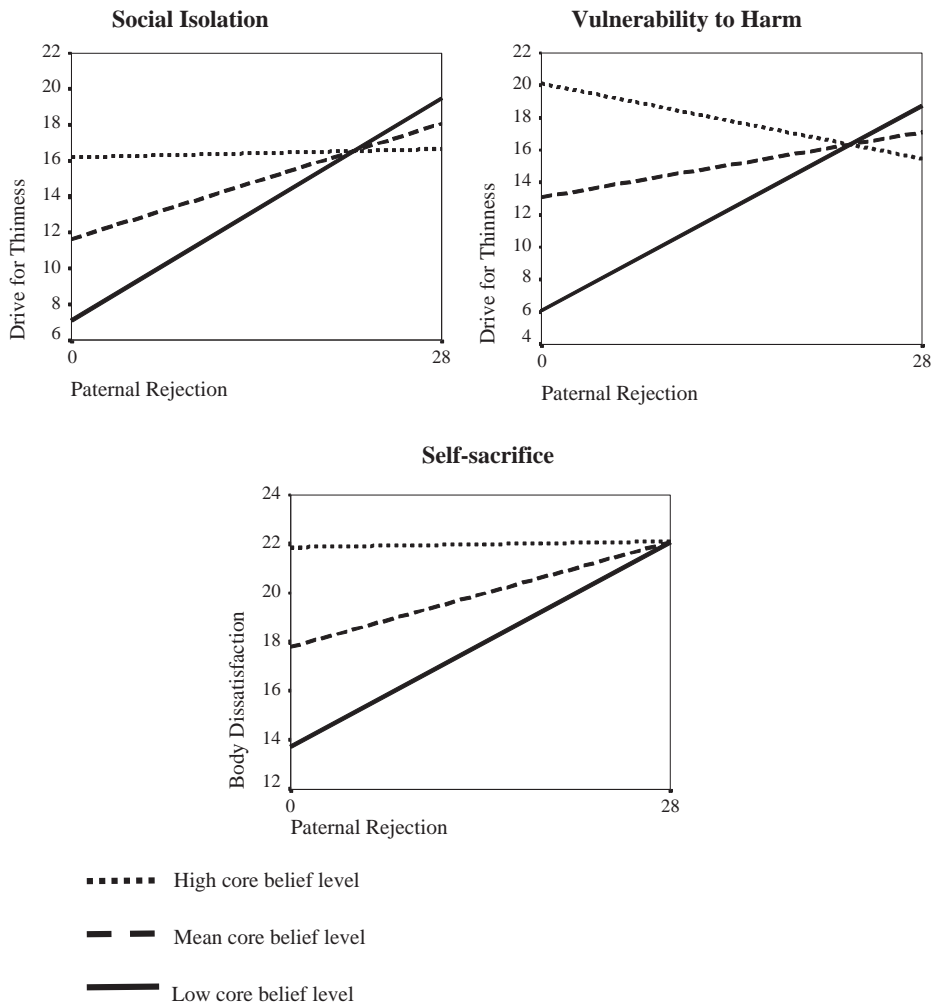 Social Isolation
22
20
18
16
14
12
10
8
6
Drive for Thinness
0
28
Paternal Rejection
Vulnerability to Harm
22
20
18
16
14
12
10
8
6
4
Drive for Thinness
0
28
Paternal Rejection
Self-sacrifice
24
22
20
18
16
14
12
Body Dissatisfaction
0
28
Paternal Rejection
High core belief level
Mean core belief level
Low core belief level